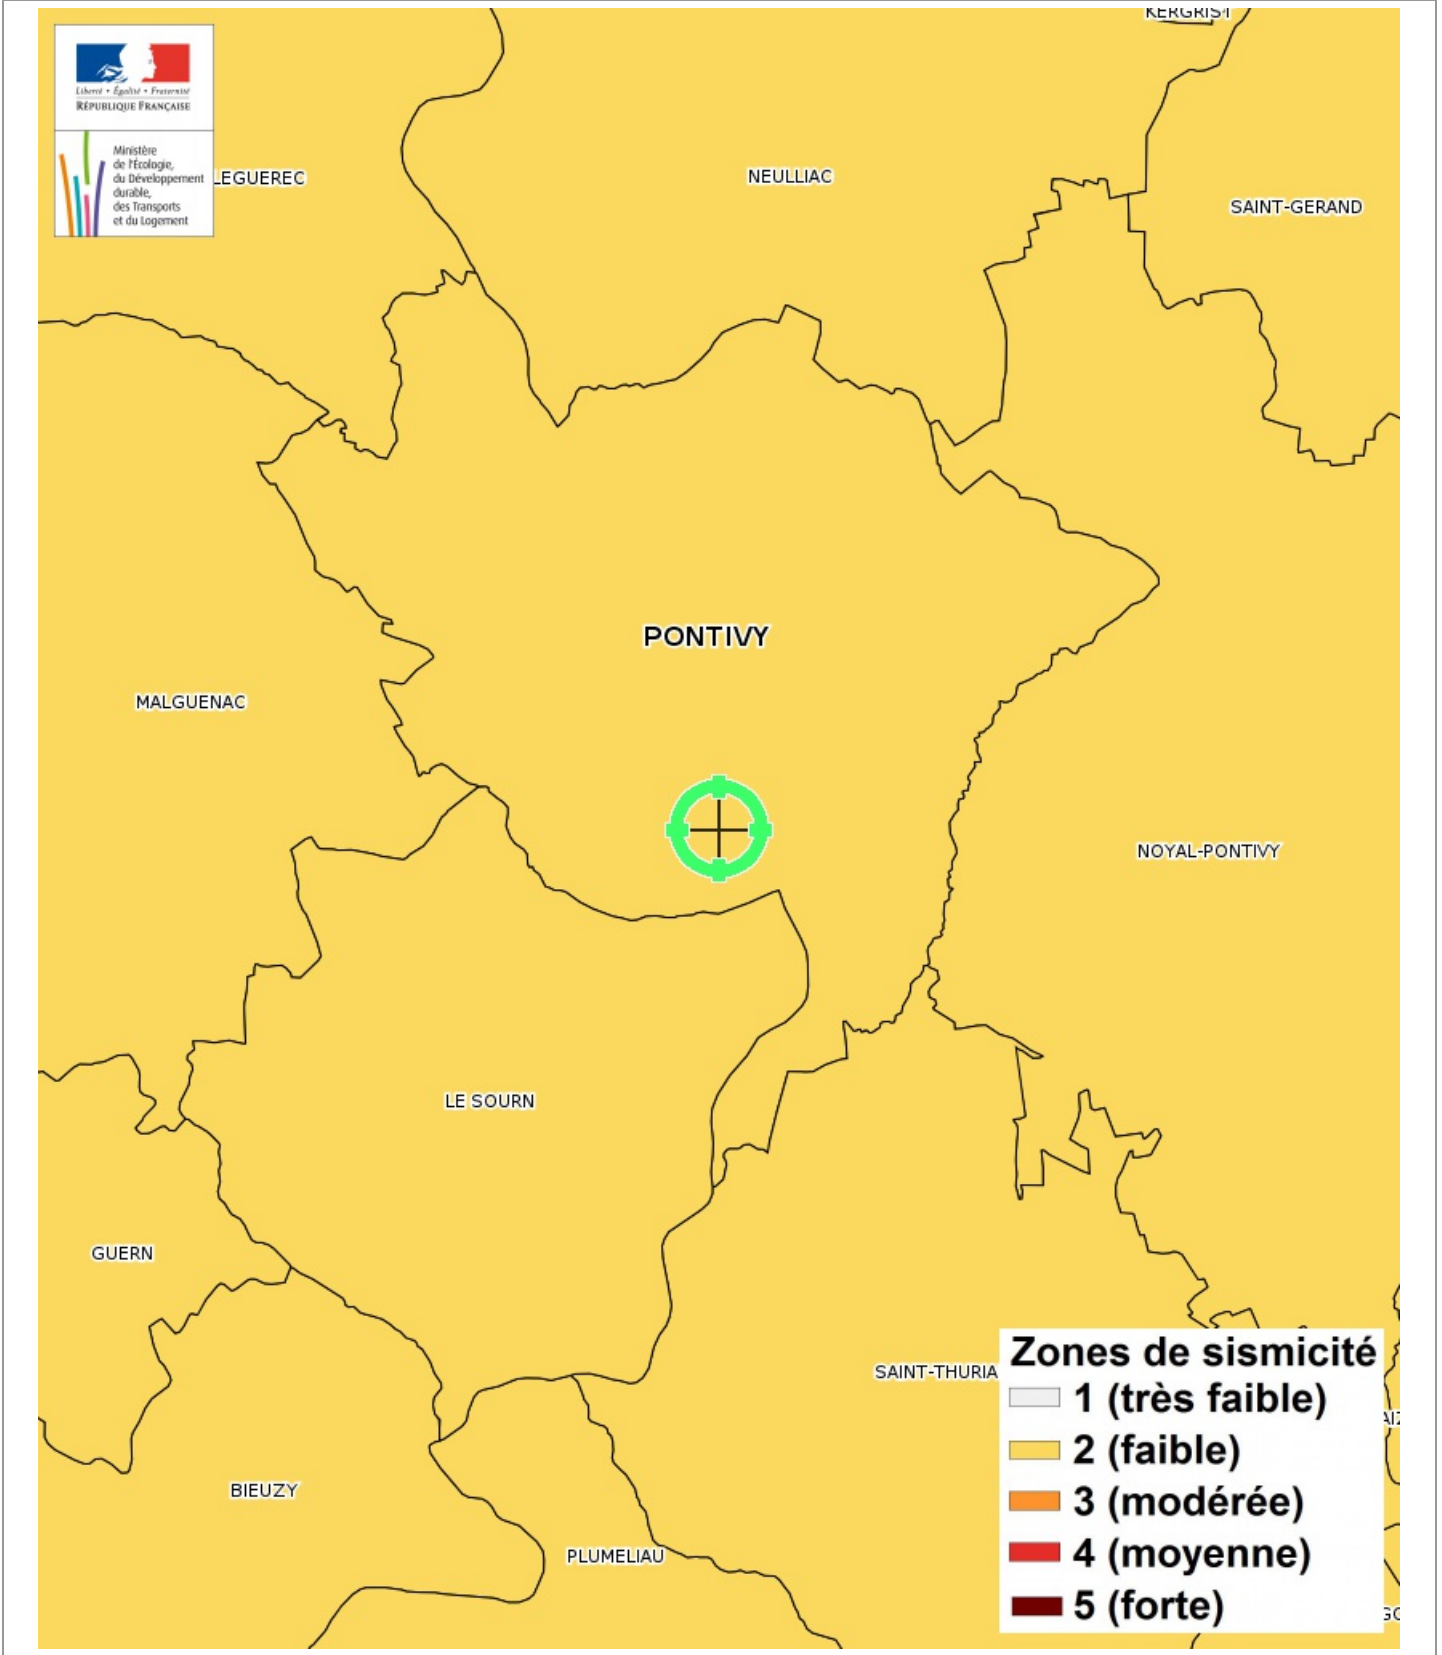 KERGRIST
Liberté • Égalité • Fraternité
RÉPUBLIQUE FRANÇAISE
Ministère
de l'Écologie,
du Développement
durable,
des Transports
et du Logement
LEGUEREC
NEULLIAC
SAINT-GERAND
PONTIVY
MALGUENAC
NOYAL-PONTIVY
LE SOURN
GUERN
SAINT-THURIA
BIEUZY
PLUMELIAU
Zones de sismicité
1 (très faible)
2 (faible)
3 (modérée)
4 (moyenne)
5 (forte)